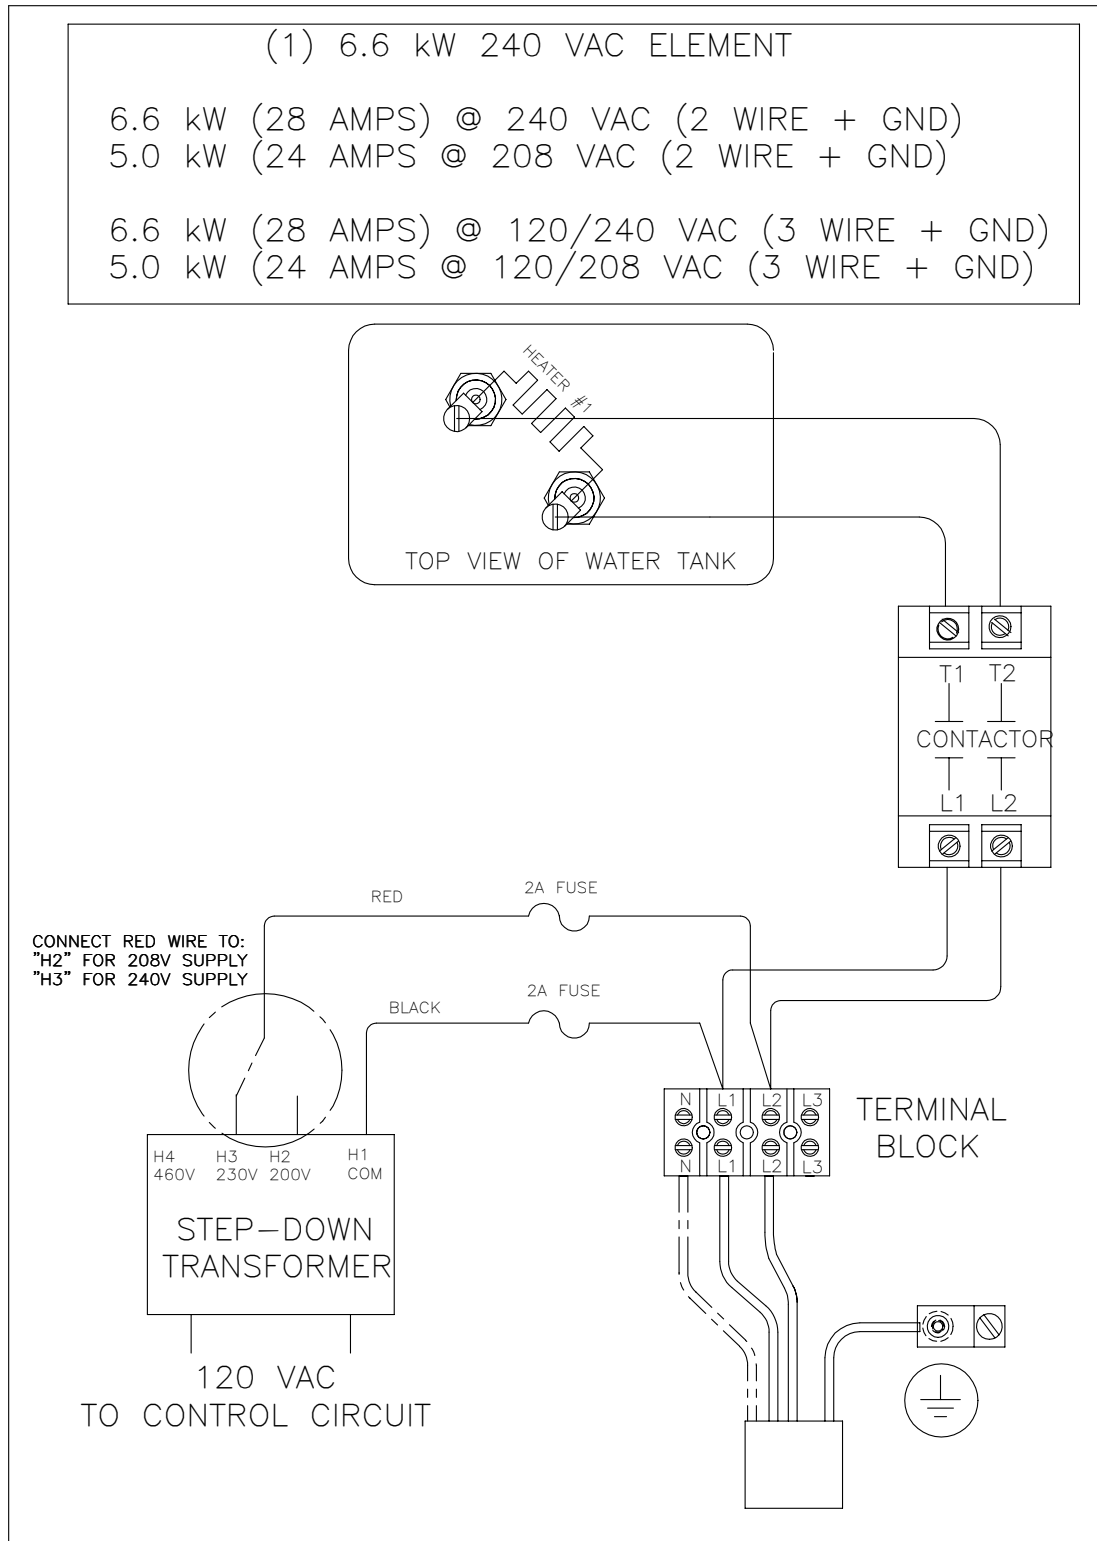 (1) 6.6 kW 240 VAC ELEMENT
6.6 kW (28 AMPS) @ 240 VAC (2 WIRE + GND)
5.0 kW (24 AMPS @ 208 VAC (2 WIRE + GND)
6.6 kW (28 AMPS) @ 120/240 VAC (3 WIRE + GND)
5.0 kW (24 AMPS @ 120/208 VAC (3 WIRE + GND)
HEATER #1
TOP VIEW OF WATER TANK
T1 T2
CONTACTOR
L1 L2
RED
2A FUSE
CONNECT RED WIRE TO:
"H2" FOR 208V SUPPLY
"H3" FOR 240V SUPPLY
BLACK
2A FUSE
N L1 L2 L3
N L1 L2 L3
TERMINAL
BLOCK
H4 H3 H2 H1
460V 230V 200V COM
STEP-DOWN
TRANSFORMER
120 VAC
TO CONTROL CIRCUIT